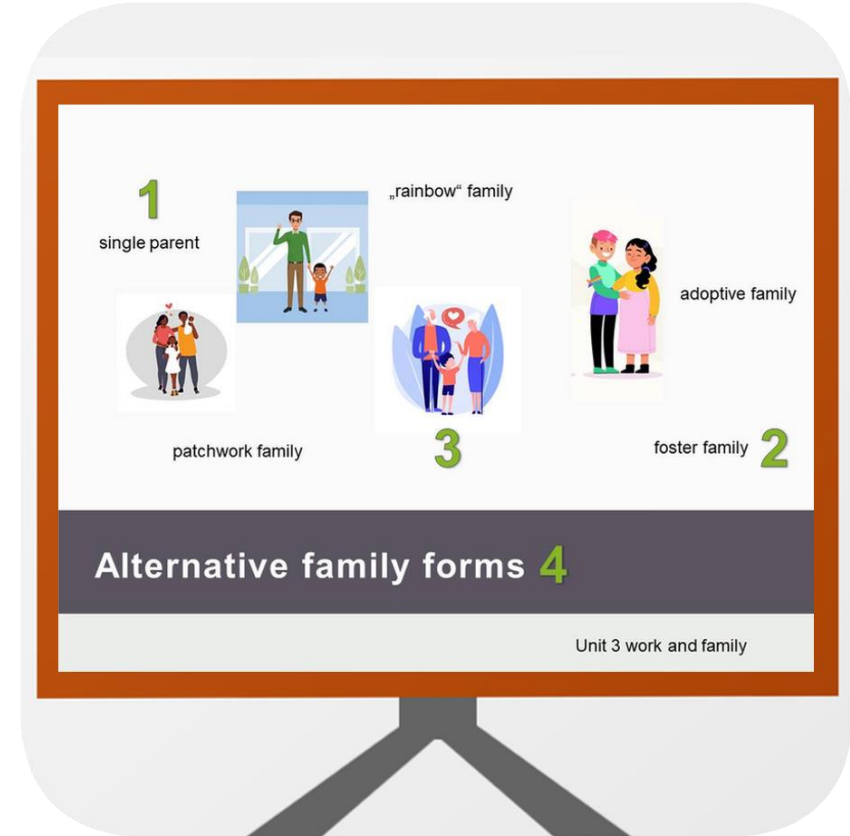 1
„rainbow“ family
single parent
adoptive family
patchwork family
3
foster family 2
Alternative family forms 4
Unit 3 work and family